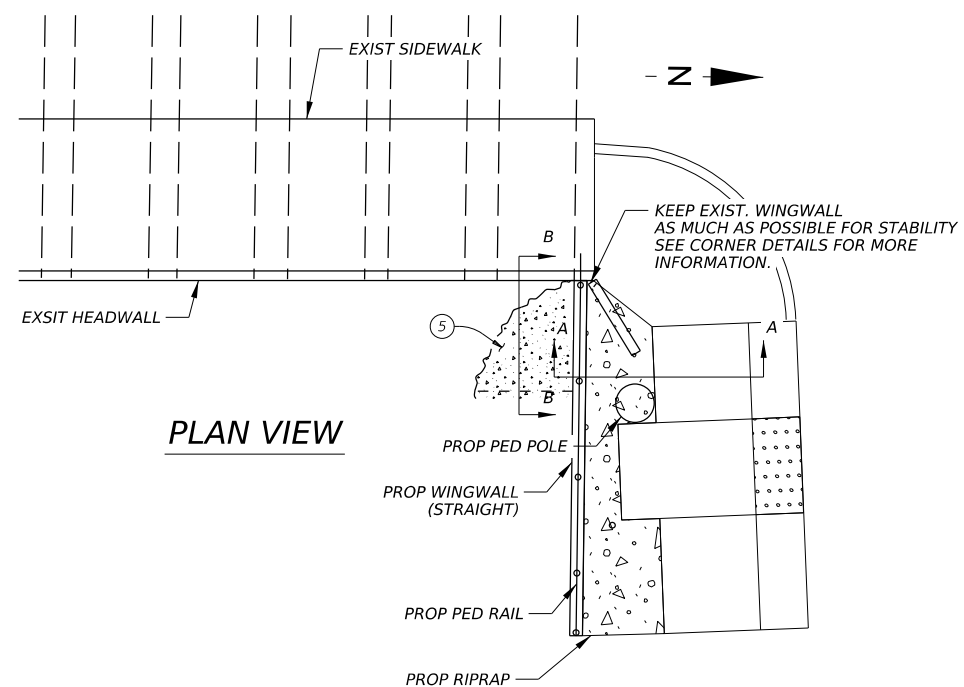 EXIST SIDEWALK
N
KEEP EXIST. WINGWALL
AS MUCH AS POSSIBLE FOR STABILITY
SEE CORNER DETAILS FOR MORE
INFORMATION.
B
EXSIT HEADWALL
5
A
A
B
PLAN VIEW
PROP PED POLE
PROP WINGWALL
(STRAIGHT)
PROP PED RAIL
PROP RIPRAP